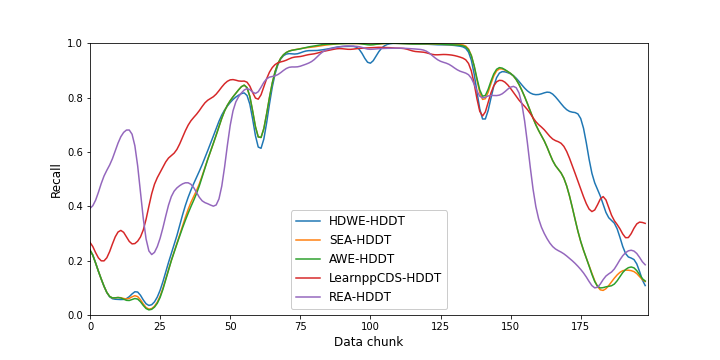 1.0
0.8
0.6
0.4
0.2
0.0
Recall
HDWE-HDDT
SEA-HDDT
AWE-HDDT
LearnppCDS-HDDT
REA-HDDT
0 25 50 75 100 125 150 175
Data chunk